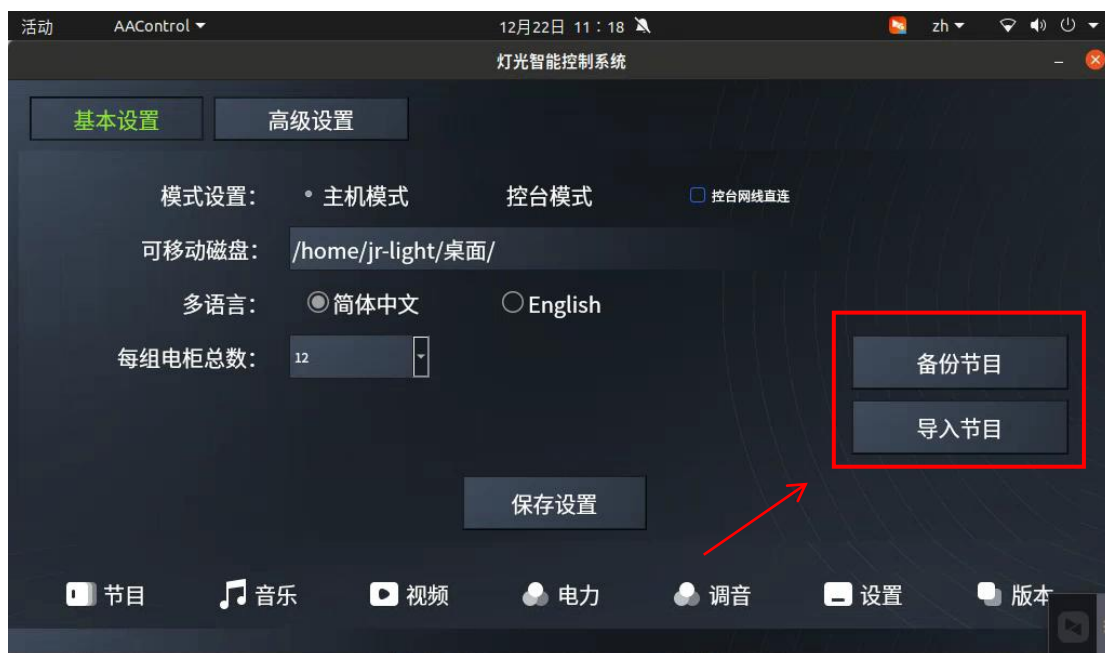 活动 AAControl 12月22日 11：18 zh
灯光智能控制系统
基本设置 高级设置
模式设置： 主机模式 控台模式 控台网线直连
可移动磁盘： /home/jr-light/桌面/
多语言： 简体中文 English
每组电柜总数： 12
备份节目
导入节目
保存设置
节目 音乐 视频 电力 调音 设置 版本